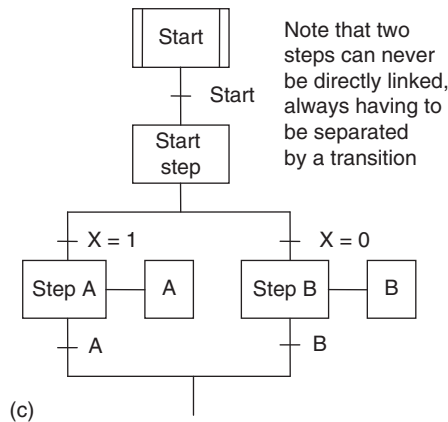 Start
Note that two
steps can never
be directly linked,
always having to
be separated
by a transition
Start
Start
step
X = 1
X = 0
Step A
A
Step B
B
A
B
(c)